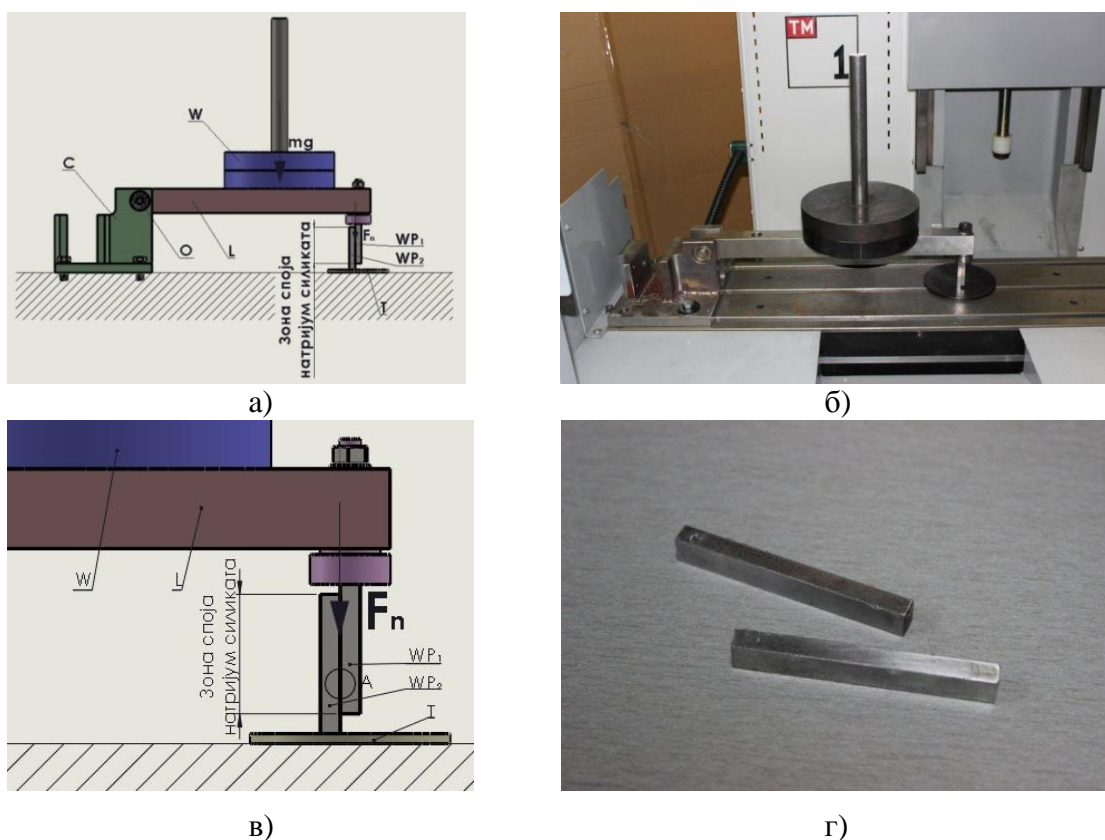 W
mg
C
O
L
Fn
WP1
WP2
T
Зона споја
натријум силиката
TM
1
а)
б)
W
L
Зона споја
натријум силиката
Fn
WP1
A
WP2
T
в)
г)